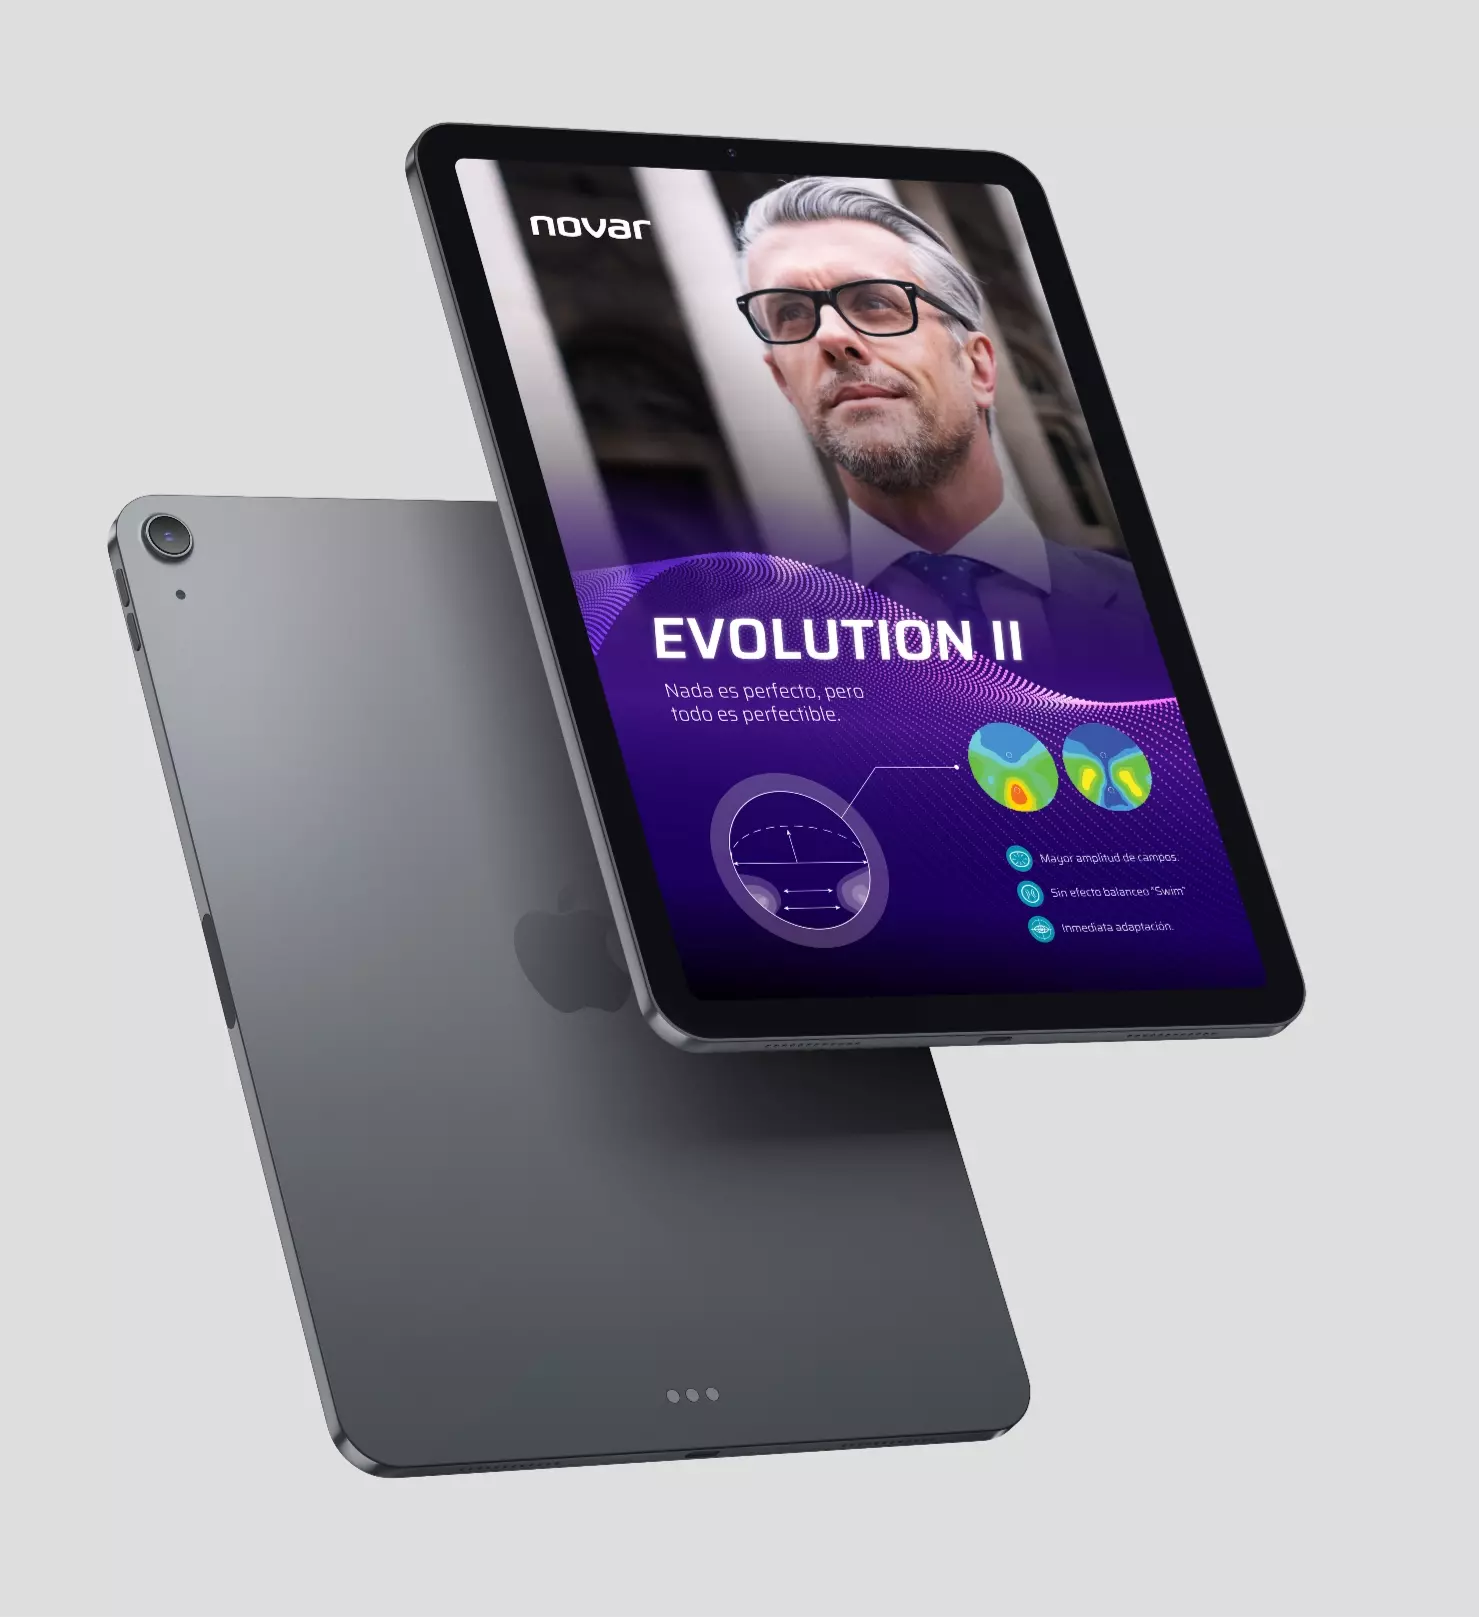 novar
EVOLUTION II
Nada es perfecto, pero
todo es perfectible.
Mayor amplitud de campos.
Sin efecto balanceo "Swim"
Inmediata adaptación.